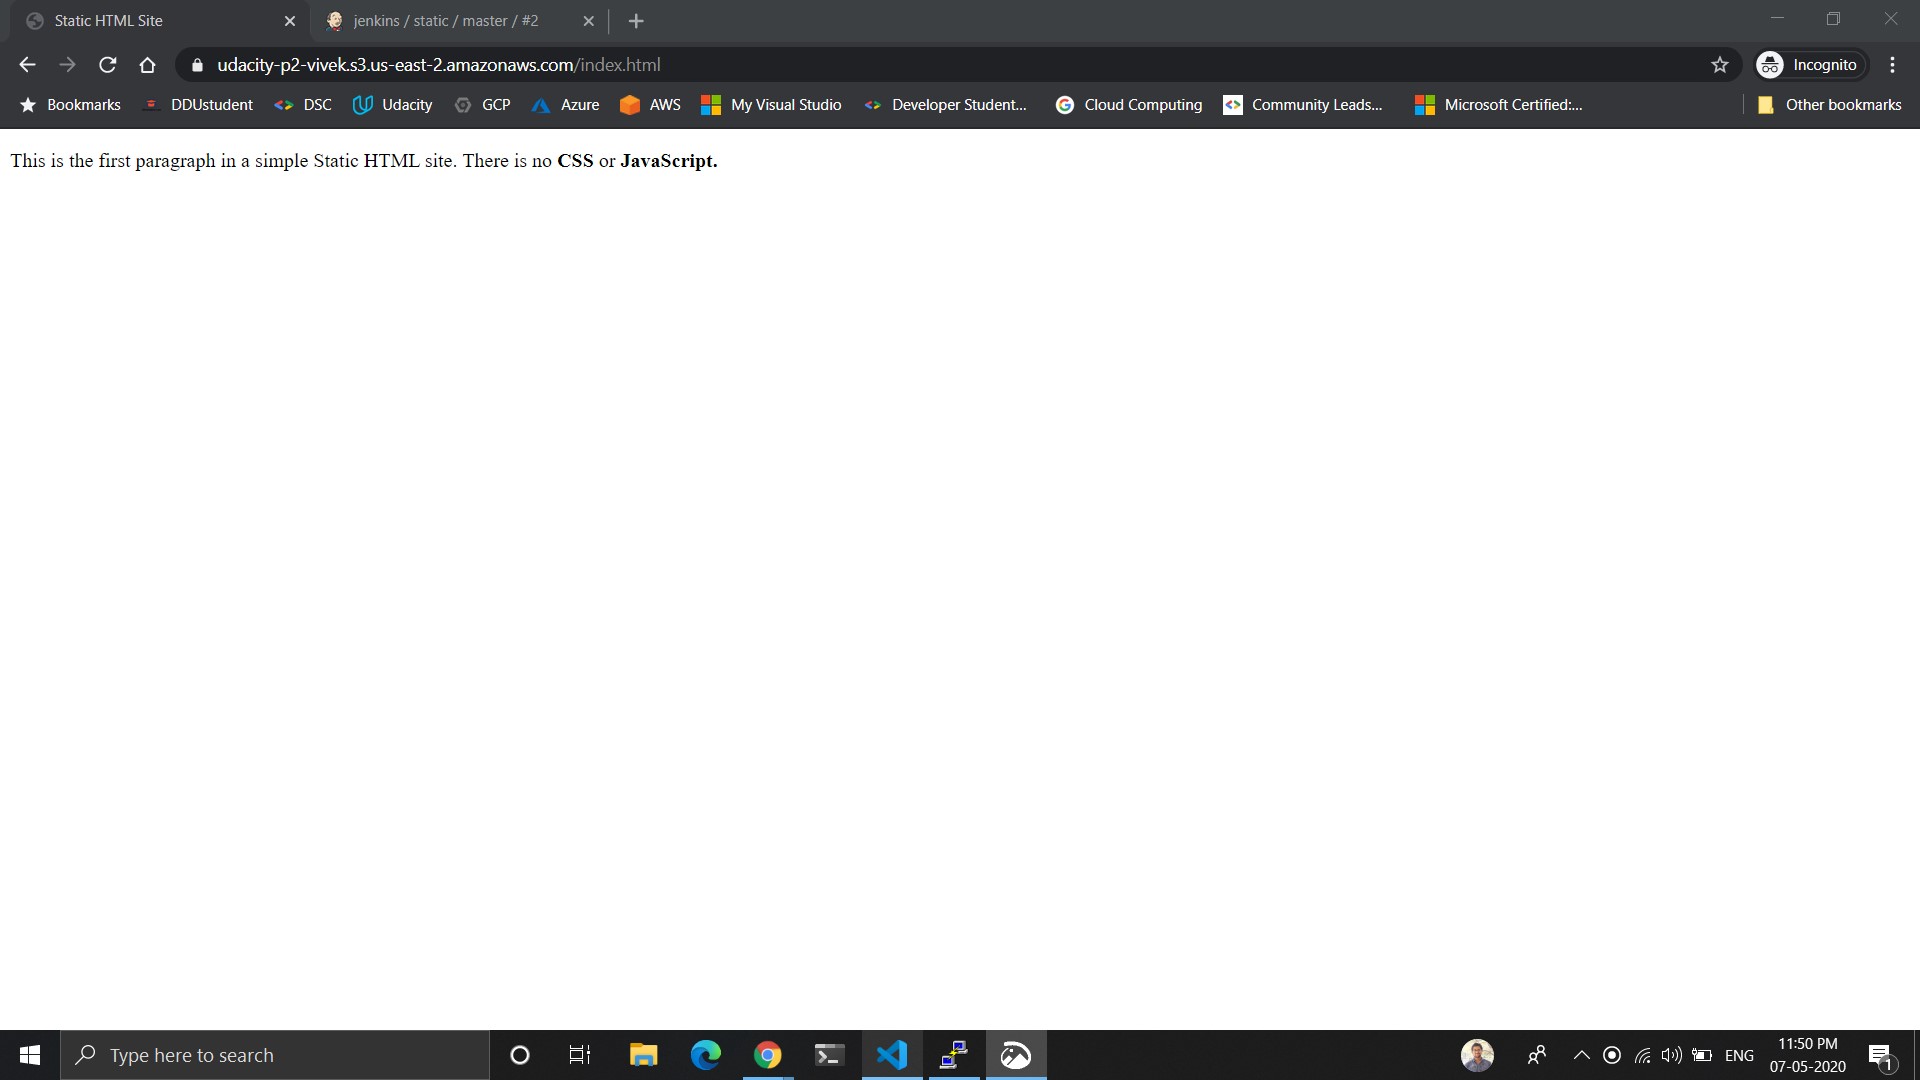 Static HTML Site
jenkins / static / master / #2
udacity-p2-vivek.s3.us-east-2.amazonaws.com/index.html
Incognito
Bookmarks DDUstudent DSC Udacity GCP Azure AWS My Visual Studio Developer Student... Cloud Computing Community Leads... Microsoft Certified:... Other bookmarks
This is the first paragraph in a simple Static HTML site. There is no CSS or JavaScript.
Type here to search
ENG
11:50 PM
07-05-2020
1